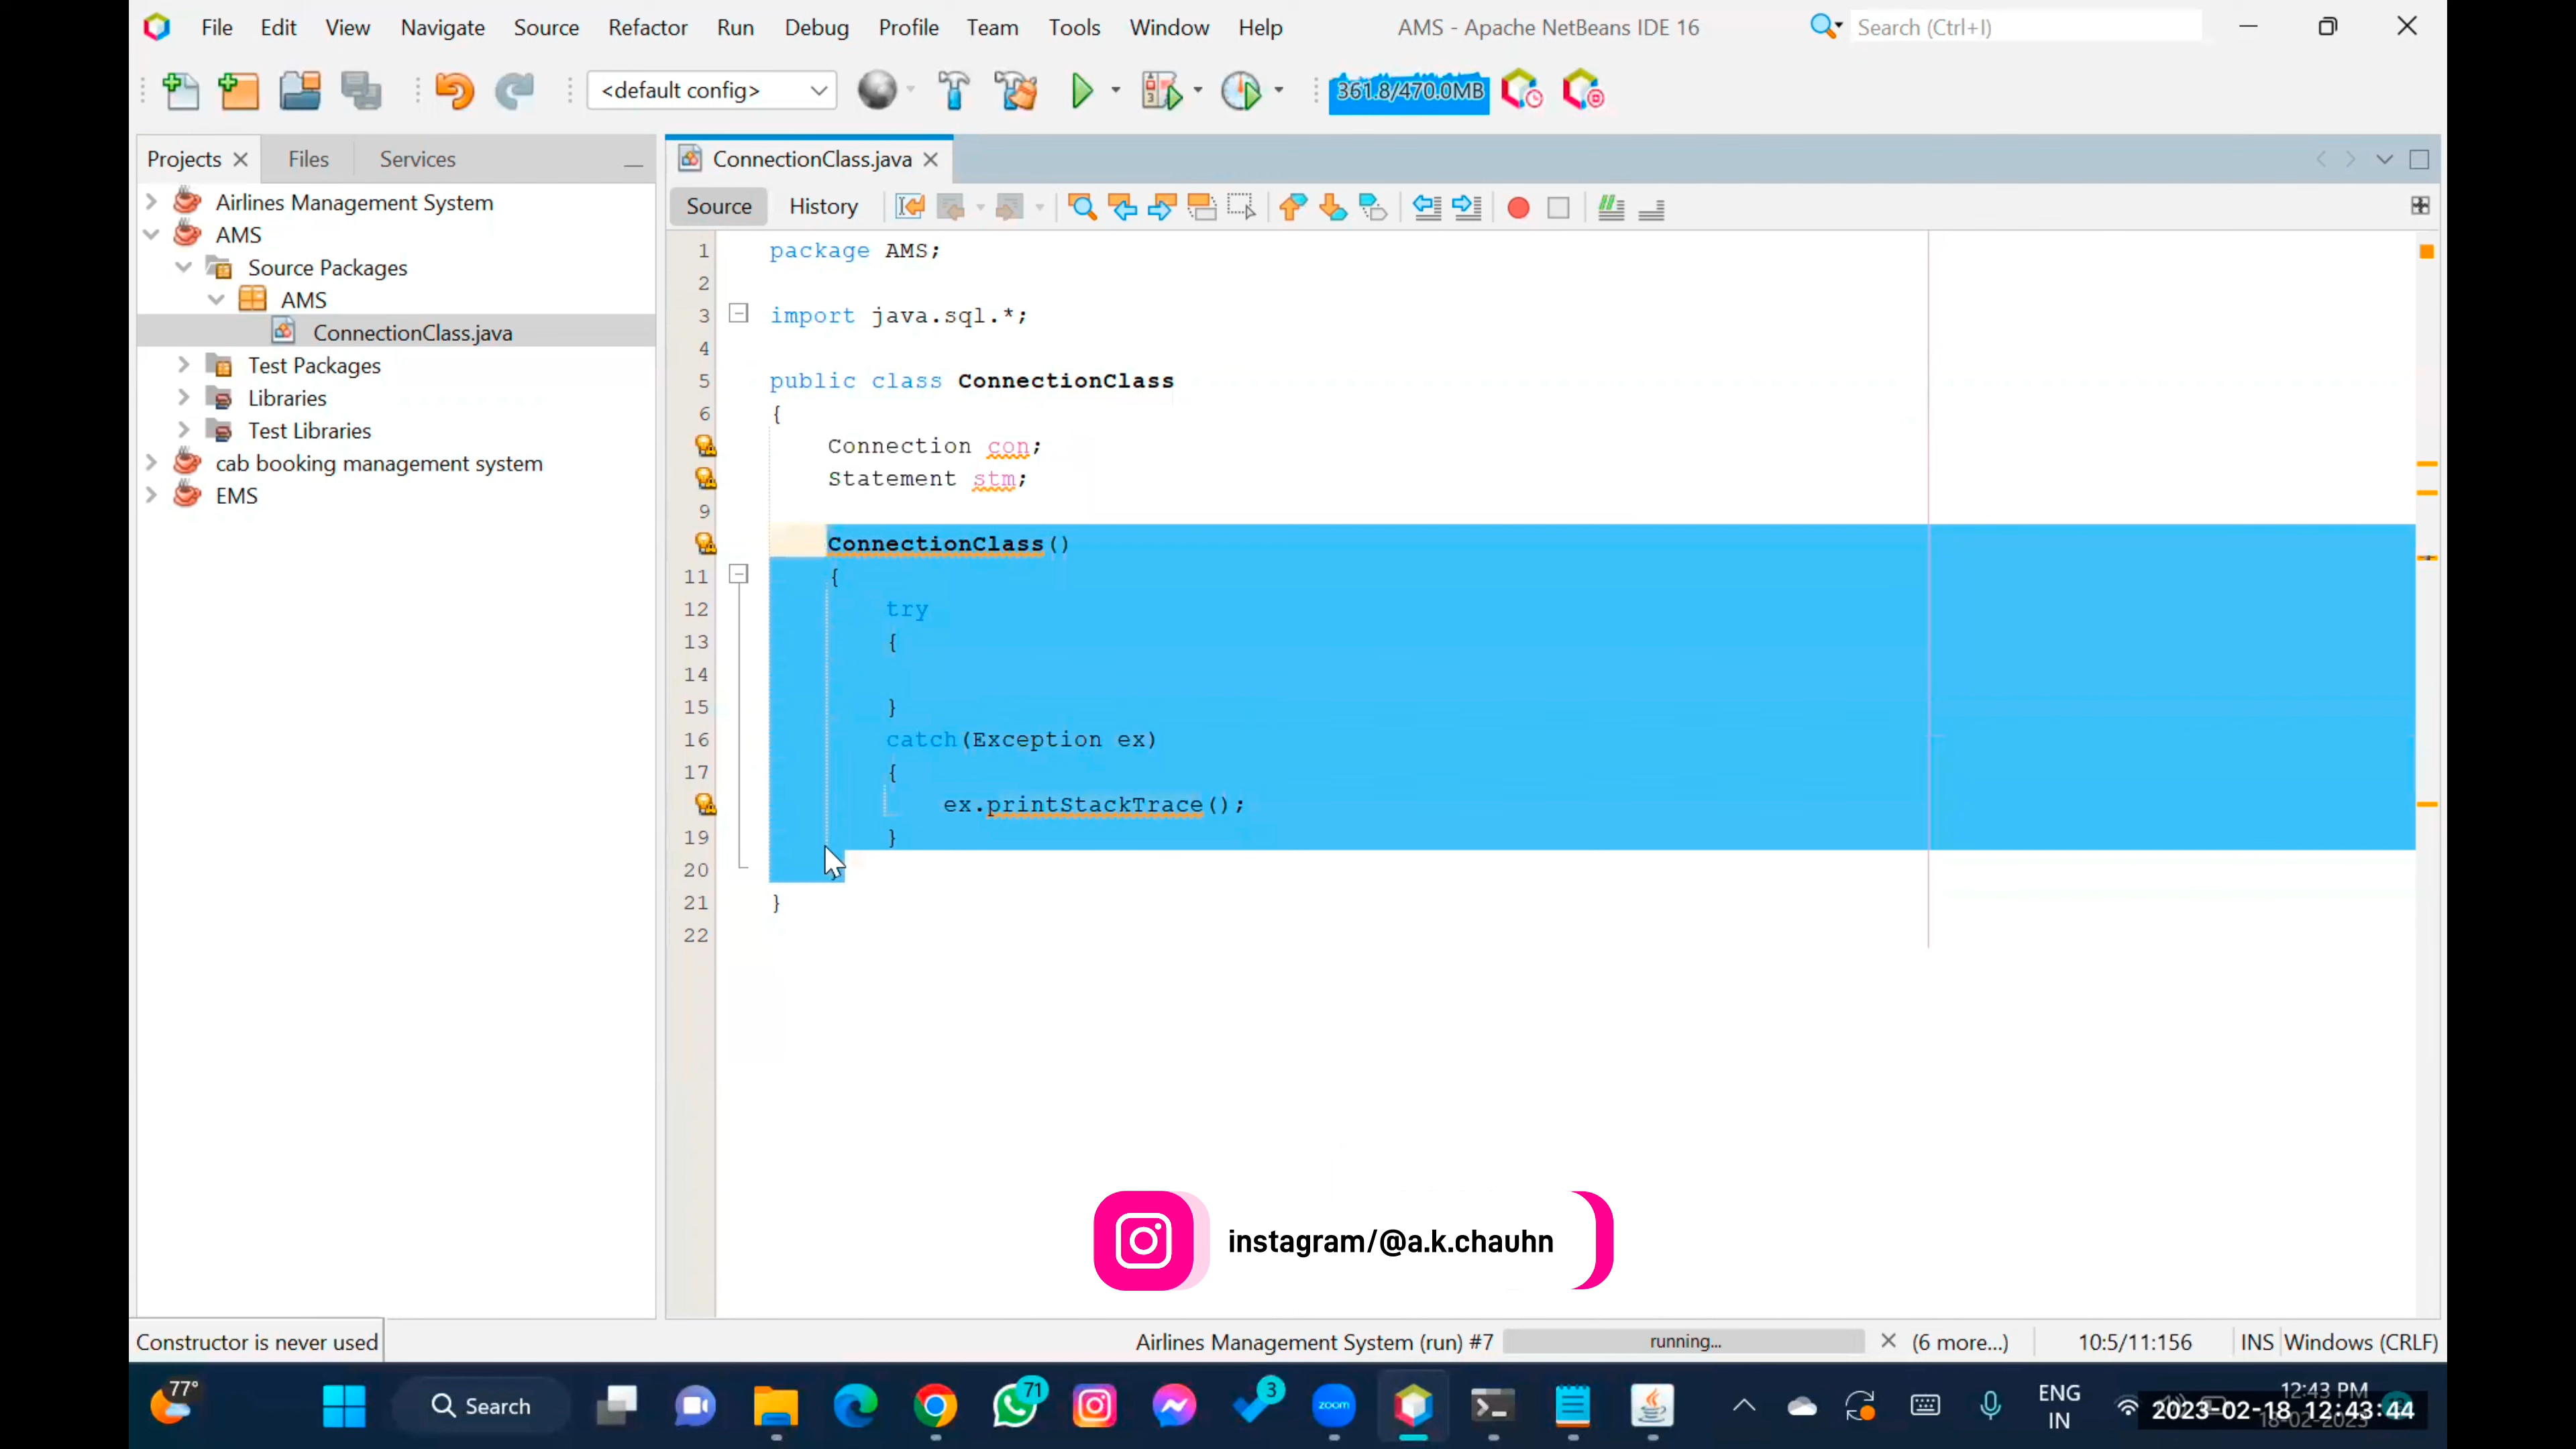 File Edit View Navigate Source Refactor Run Debug Profile Team Tools Window Help AMS - Apache NetBeans IDE 16 Search (Ctrl+I)
<default config> 361.8/470.0MB
Projects Files Services ConnectionClass.java
Source History
Airlines Management System
AMS
Source Packages
AMS
ConnectionClass.java
Test Packages
Libraries
Test Libraries
cab booking management system
EMS
1 package AMS;
2
3 import java.sql.*;
4
5 public class ConnectionClass
6 {
Connection con;
Statement stm;
9
ConnectionClass()
11 {
12 try
13 {
14
15 }
16 catch(Exception ex)
17 {
ex.printStackTrace();
19 }
20
21 }
22
instagram/@a.k.chauhn
Constructor is never used Airlines Management System (run) #7 running... (6 more...) 10:5/11:156 INS Windows (CRLF)
77° Search 71 3 zoom ENG 12:43 PM
IN 2023-02-18 12:43:44
18-02-2023